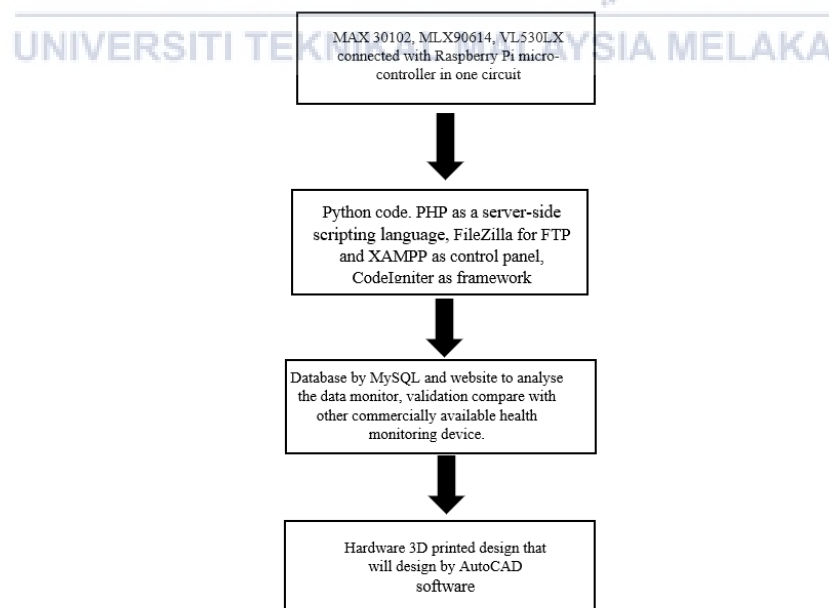 UNIVERSITI TEKNIKAL MALAYSIA MELAKA
MAX 30102, MLX90614, VL530LX
connected with Raspberry Pi micro-
controller in one circuit
Python code. PHP as a server-side
scripting language, FileZilla for FTP
and XAMPP as control panel,
CodeIgniter as framework
Database by MySQL and website to analyse
the data monitor, validation compare with
other commercially available health
monitoring device.
Hardware 3D printed design that
will design by AutoCAD
software